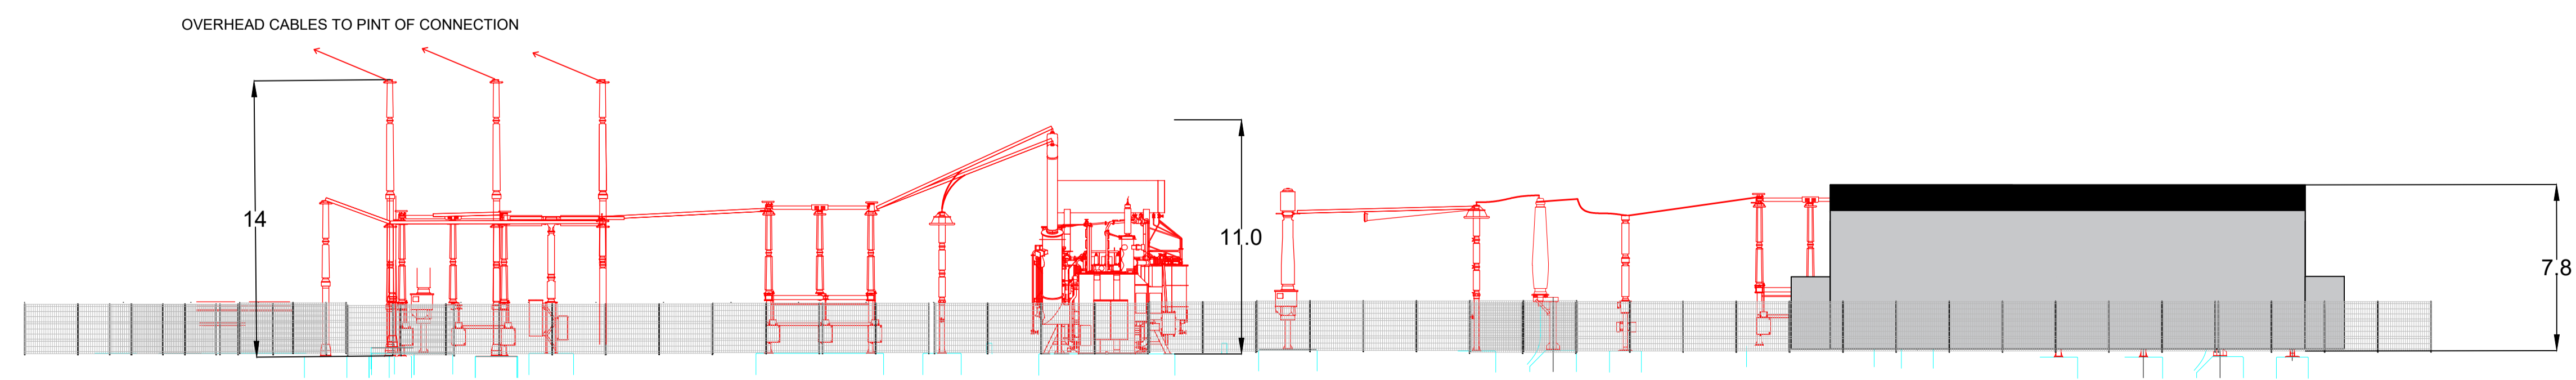 OVERHEAD CABLES TO PINT OF CONNECTION
14
11.0
7.8